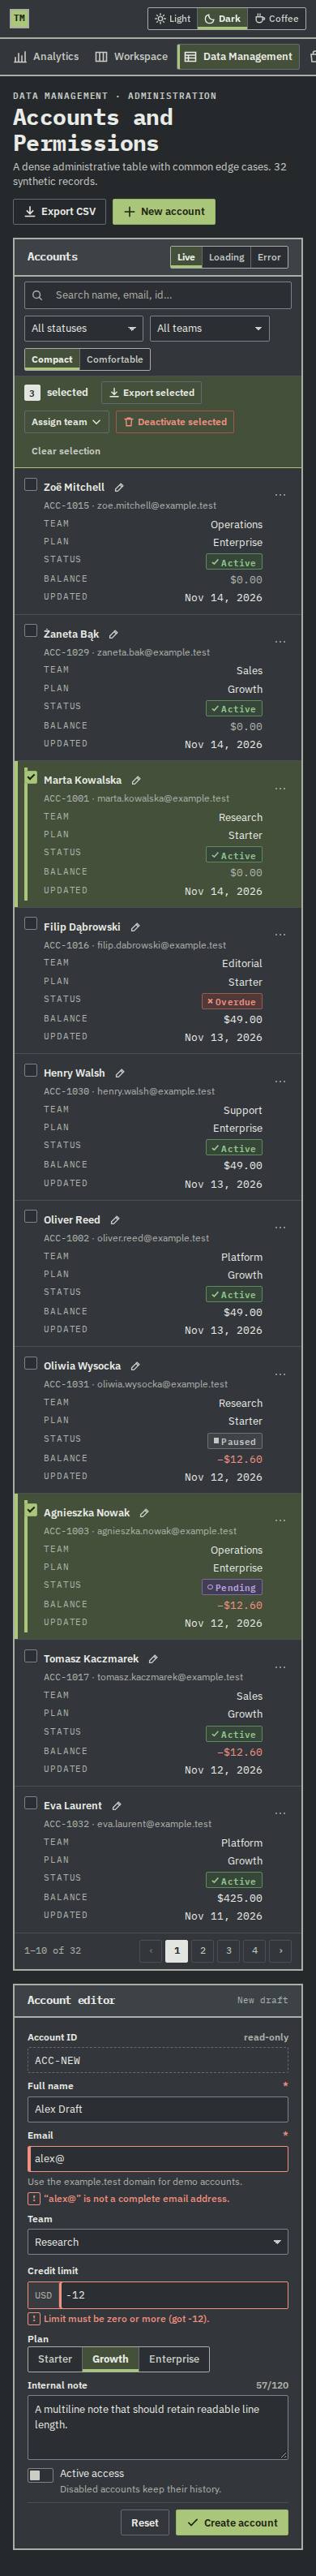 TM
Light Dark Coffee
Analytics Workspace Data Management
DATA MANAGEMENT · ADMINISTRATION
Accounts and
Permissions
A dense administrative table with common edge cases. 32
synthetic records.
Export CSV New account
Accounts Live Loading Error
Search name, email, id…
All statuses All teams
Compact Comfortable
3 selected Export selected
Assign team Deactivate selected
Clear selection
Zoë Mitchell …
ACC-1015 · zoe.mitchell@example.test
TEAM Operations
PLAN Enterprise
STATUS Active
BALANCE $0.00
UPDATED Nov 14, 2026
Żaneta Bąk …
ACC-1029 · zaneta.bak@example.test
TEAM Sales
PLAN Growth
STATUS Active
BALANCE $0.00
UPDATED Nov 14, 2026
Marta Kowalska …
ACC-1001 · marta.kowalska@example.test
TEAM Research
PLAN Starter
STATUS Active
BALANCE $0.00
UPDATED Nov 14, 2026
Filip Dąbrowski …
ACC-1016 · filip.dabrowski@example.test
TEAM Editorial
PLAN Starter
STATUS Overdue
BALANCE $49.00
UPDATED Nov 13, 2026
Henry Walsh …
ACC-1030 · henry.walsh@example.test
TEAM Support
PLAN Enterprise
STATUS Active
BALANCE $49.00
UPDATED Nov 13, 2026
Oliver Reed …
ACC-1002 · oliver.reed@example.test
TEAM Platform
PLAN Growth
STATUS Active
BALANCE $49.00
UPDATED Nov 13, 2026
Oliwia Wysocka …
ACC-1031 · oliwia.wysocka@example.test
TEAM Research
PLAN Starter
STATUS Paused
BALANCE −$12.60
UPDATED Nov 12, 2026
Agnieszka Nowak …
ACC-1003 · agnieszka.nowak@example.test
TEAM Operations
PLAN Enterprise
STATUS Pending
BALANCE −$12.60
UPDATED Nov 12, 2026
Tomasz Kaczmarek …
ACC-1017 · tomasz.kaczmarek@example.test
TEAM Sales
PLAN Growth
STATUS Active
BALANCE −$12.60
UPDATED Nov 12, 2026
Eva Laurent …
ACC-1032 · eva.laurent@example.test
TEAM Platform
PLAN Growth
STATUS Active
BALANCE $425.00
UPDATED Nov 11, 2026
1–10 of 32 ‹ 1 2 3 4 ›
Account editor New draft
Account ID read-only
ACC-NEW
Full name *
Alex Draft
Email *
alex@
Use the example.test domain for demo accounts.
! “alex@” is not a complete email address.
Team
Research
Credit limit
USD -12
! Limit must be zero or more (got -12).
Plan
Starter Growth Enterprise
Internal note 57/120
A multiline note that should retain readable line
length.
Active access
Disabled accounts keep their history.
Reset Create account